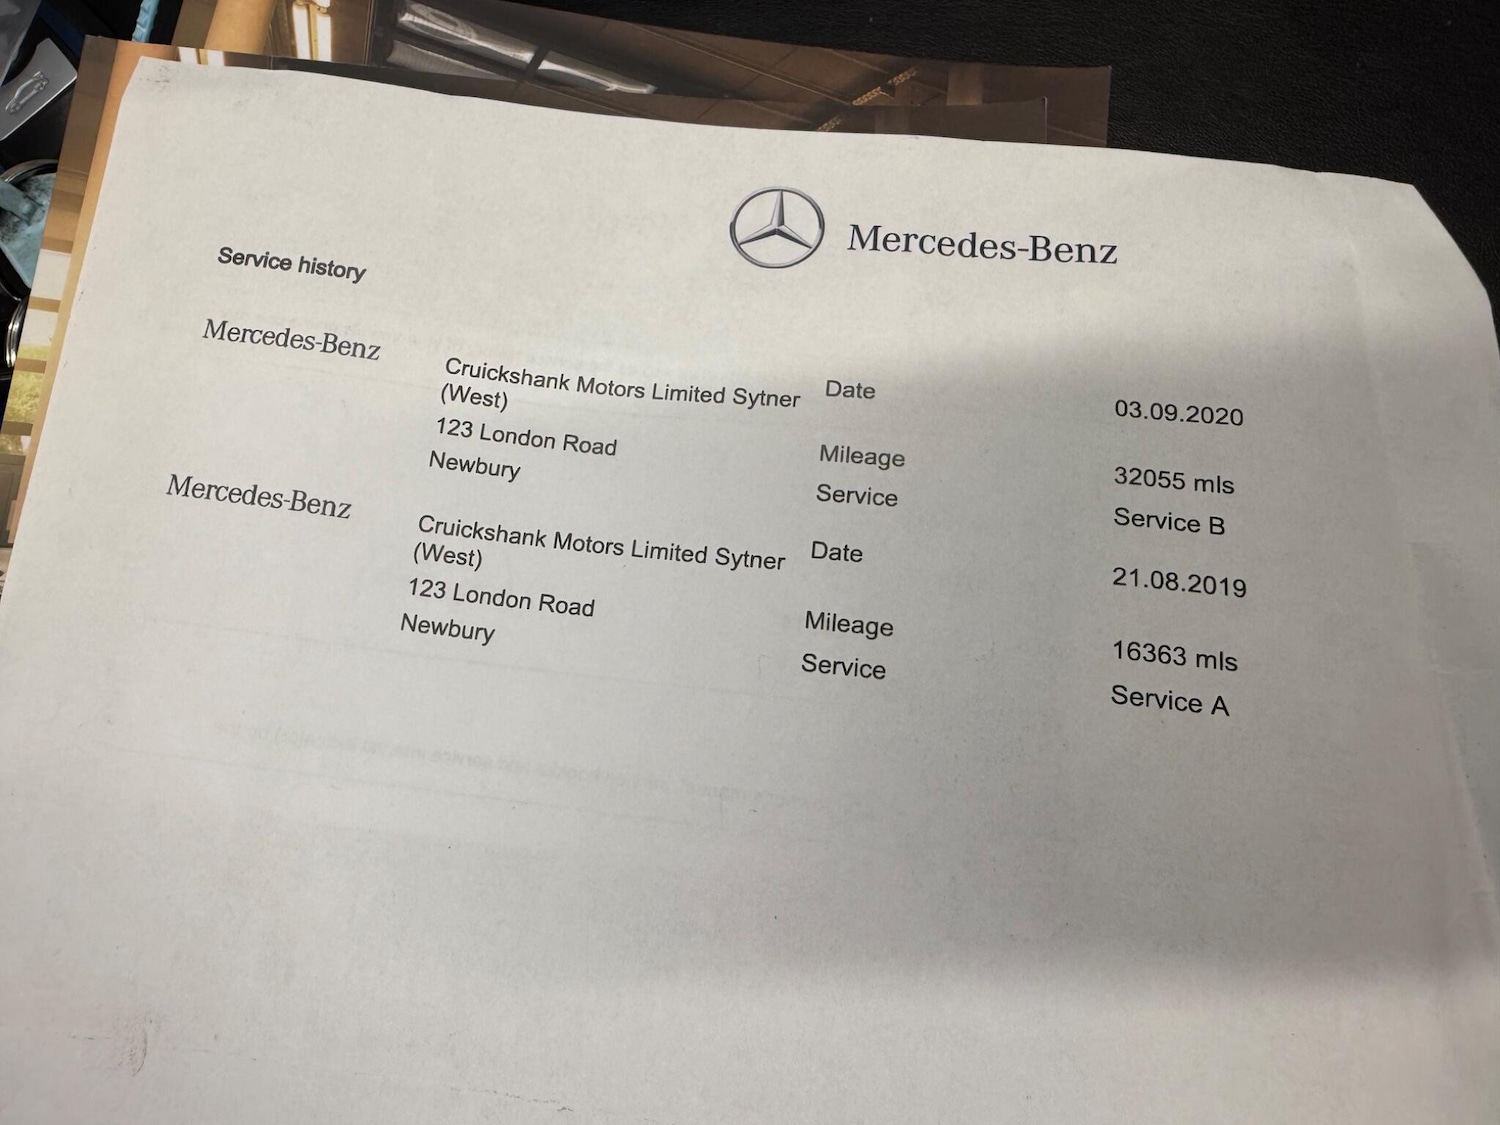 Mercedes-Benz
Service history
Mercedes-Benz
Cruickshank Motors Limited Sytner
(West)
123 London Road
Newbury
Date
03.09.2020
Mileage
32055 mls
Service
Service B
Mercedes-Benz
Cruickshank Motors Limited Sytner
(West)
123 London Road
Newbury
Date
21.08.2019
Mileage
16363 mls
Service
Service A